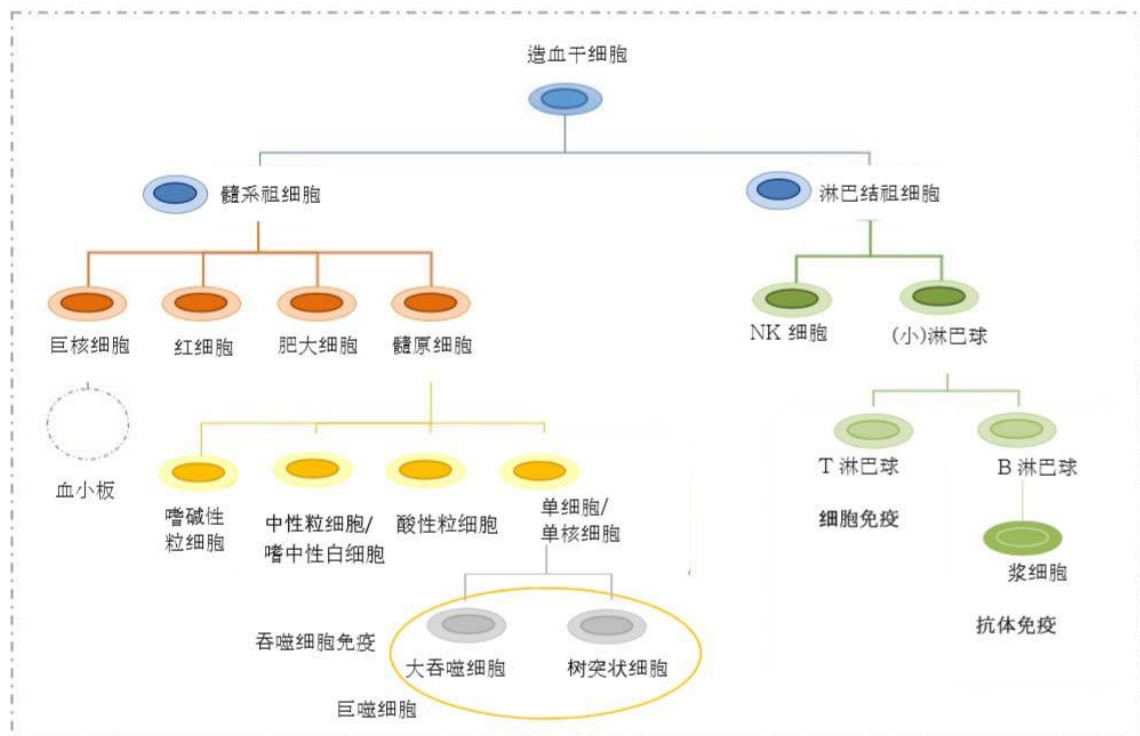 造血干细胞
髓系祖细胞
淋巴结祖细胞
巨核细胞
红细胞
肥大细胞
髓原细胞
NK 细胞
(小)淋巴球
血小板
嗜碱性
粒细胞
中性粒细胞/
嗜中性白细胞
酸性粒细胞
单细胞/
单核细胞
T 淋巴球
B 淋巴球
细胞免疫
浆细胞
抗体免疫
吞噬细胞免疫
大吞噬细胞
树突状细胞
巨噬细胞